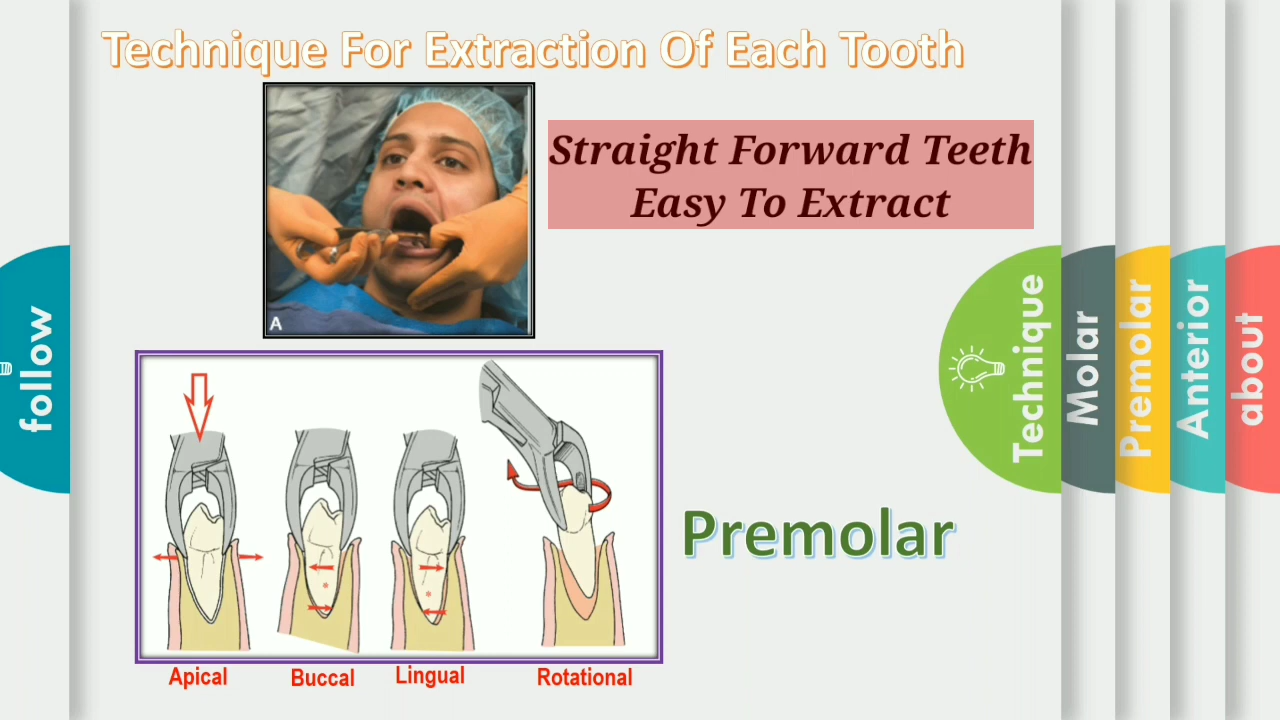 Technique For Extraction Of Each Tooth
Straight Forward Teeth
Easy To Extract
A
follow
Technique
Molar
Premolar
Anterior
about
Premolar
Apical
Buccal
Lingual
Rotational